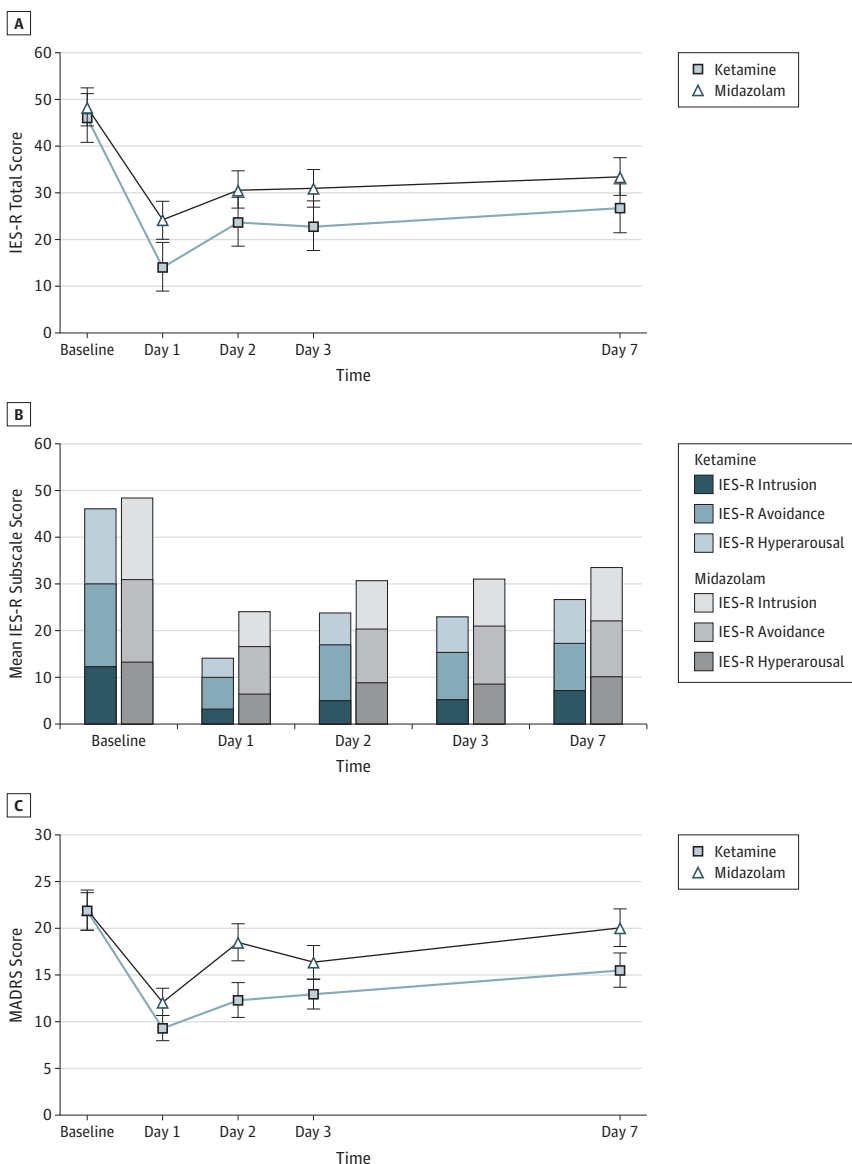 A
60
50
40
30
20
10
0
IES-R Total Score
Baseline Day 1 Day 2 Day 3 Day 7
Time
Ketamine
Midazolam
B
60
50
40
30
20
10
0
Mean IES-R Subscale Score
Baseline Day 1 Day 2 Day 3 Day 7
Time
Ketamine
IES-R Intrusion
IES-R Avoidance
IES-R Hyperarousal
Midazolam
IES-R Intrusion
IES-R Avoidance
IES-R Hyperarousal
C
30
25
20
15
10
5
0
MADRS Score
Baseline Day 1 Day 2 Day 3 Day 7
Time
Ketamine
Midazolam